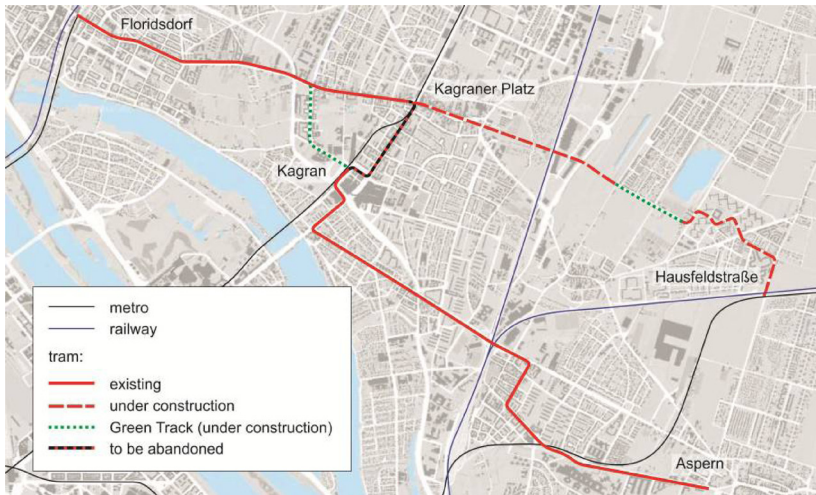 Floridsdorf
Kagraner Platz
Kagran
Hausfeldstraße
metro
railway
tram:
existing
under construction
Green Track (under construction)
to be abandoned
Aspern